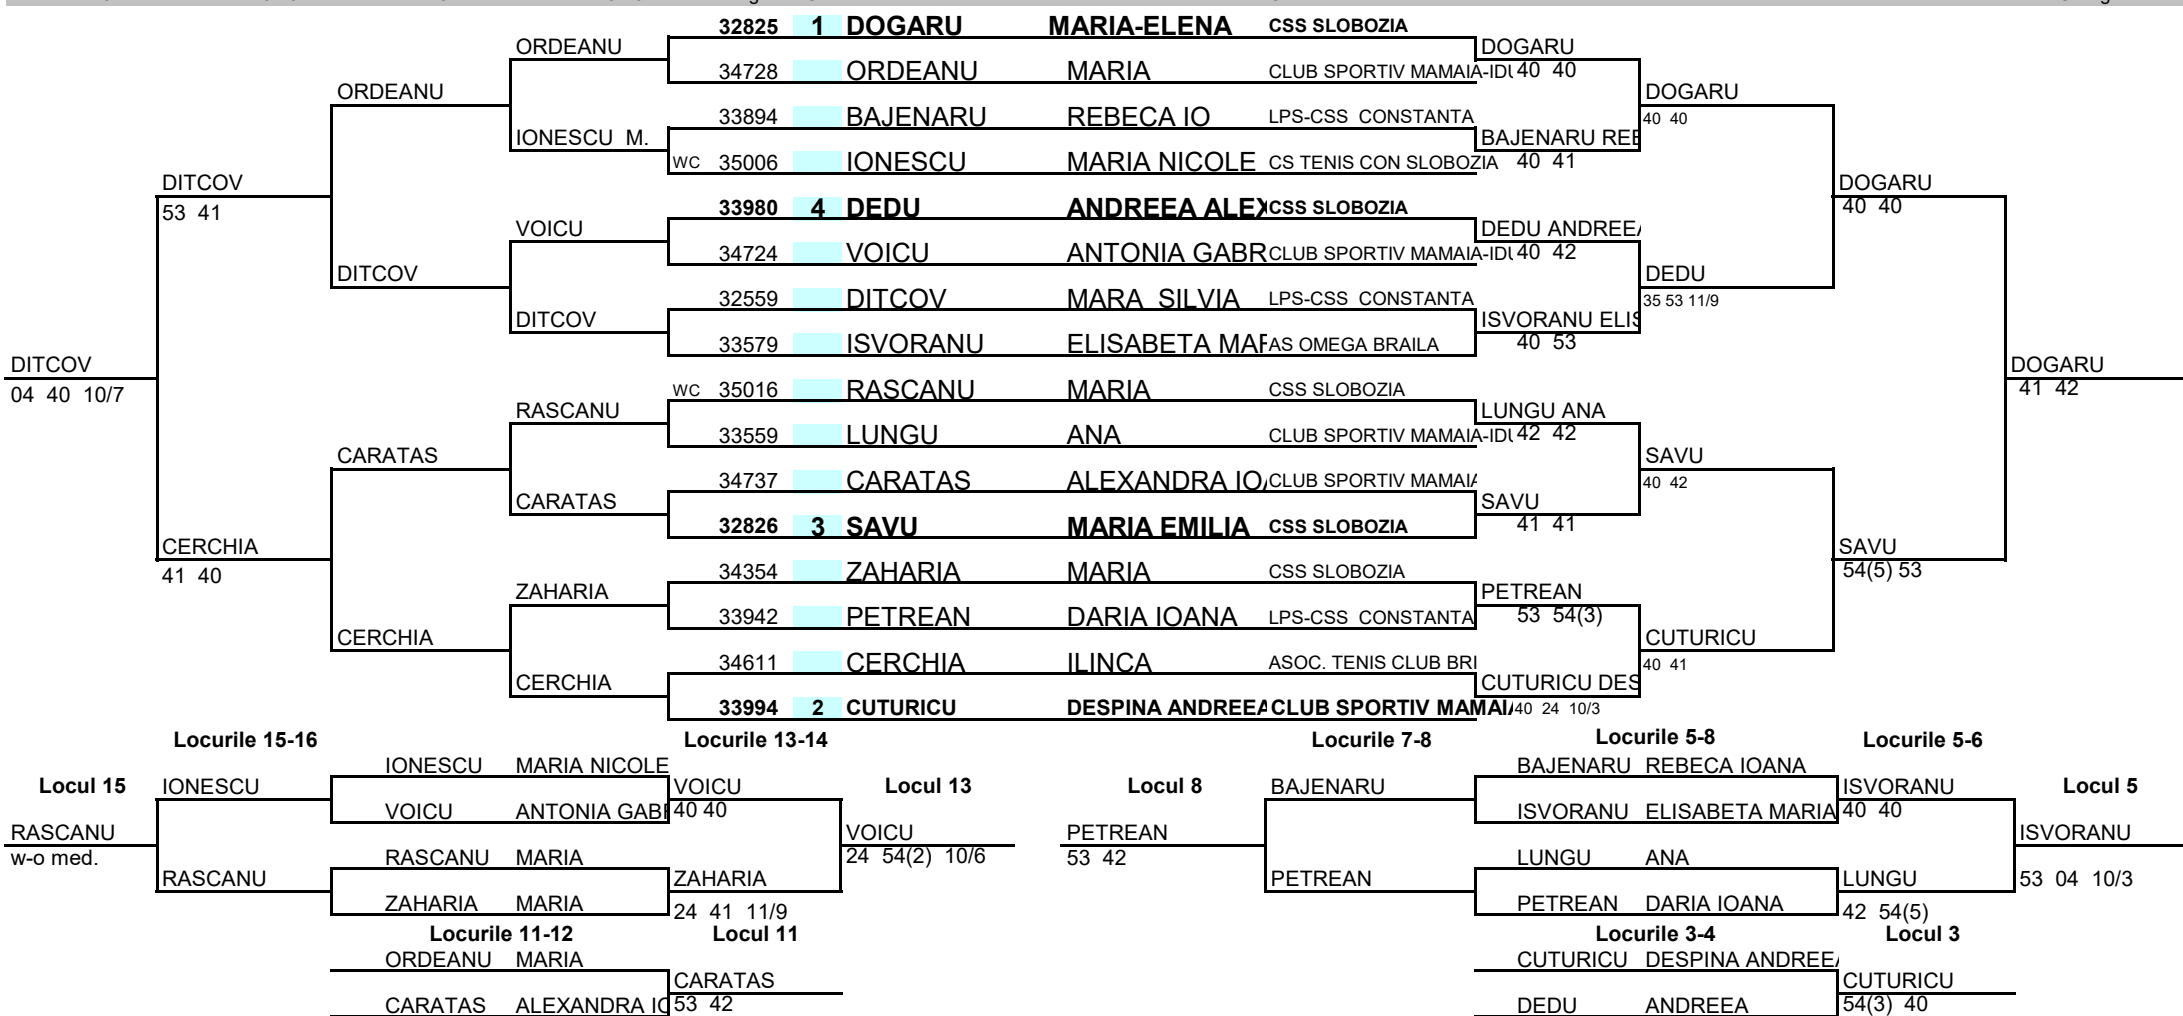 32825 1 DOGARU MARIA-ELENA CSS SLOBOZIA
ORDEANU DOGARU
34728 ORDEANU MARIA CLUB SPORTIV MAMAIA-IDU 40 40
ORDEANU DOGARU
33894 BAJENARU REBECA IO LPS-CSS CONSTANTA 40 40
IONESCU M. BAJENARU REB
WC 35006 IONESCU MARIA NICOLE CS TENIS CON SLOBOZIA 40 41
DITCOV DOGARU
53 41 33980 4 DEDU ANDREEA ALEX CSS SLOBOZIA 40 40
VOICU DEDU ANDREEA
34724 VOICU ANTONIA GABR CLUB SPORTIV MAMAIA-IDU 40 42
DITCOV DEDU
32559 DITCOV MARA SILVIA LPS-CSS CONSTANTA 35 53 11/9
DITCOV ISVORANU ELIS
33579 ISVORANU ELISABETA MAR AS OMEGA BRAILA 40 53
DITCOV DOGARU
04 40 10/7 WC 35016 RASCANU MARIA CSS SLOBOZIA 41 42
RASCANU LUNGU ANA
33559 LUNGU ANA CLUB SPORTIV MAMAIA-IDU 42 42
CARATAS SAVU
34737 CARATAS ALEXANDRA IOA CLUB SPORTIV MAMAIA 40 42
CARATAS SAVU
32826 3 SAVU MARIA EMILIA CSS SLOBOZIA 41 41
CERCHIA SAVU
41 40 34354 ZAHARIA MARIA CSS SLOBOZIA 54(5) 53
ZAHARIA PETREAN
33942 PETREAN DARIA IOANA LPS-CSS CONSTANTA 53 54(3)
CERCHIA CUTURICU
34611 CERCHIA ILINCA ASOC. TENIS CLUB BRI 40 41
CERCHIA CUTURICU DES
33994 2 CUTURICU DESPINA ANDREEA CLUB SPORTIV MAMAIA 40 24 10/3
Locurile 15-16 Locurile 13-14 Locurile 7-8 Locurile 5-8 Locurile 5-6
IONESCU MARIA NICOLE BAJENARU REBECA IOANA
Locul 15 IONESCU VOICU Locul 13 Locul 8 BAJENARU ISVORANU Locul 5
VOICU ANTONIA GABR 40 40 ISVORANU ELISABETA MARIA 40 40
RASCANU VOICU PETREAN ISVORANU
w-o med. RASCANU MARIA 24 54(2) 10/6 53 42 LUNGU ANA
RASCANU ZAHARIA PETREAN LUNGU 53 04 10/3
ZAHARIA MARIA 24 41 11/9 PETREAN DARIA IOANA 42 54(5)
Locurile 11-12 Locul 11 Locurile 3-4 Locul 3
ORDEANU MARIA CUTURICU DESPINA ANDREEA
CARATAS CUTURICU
CARATAS ALEXANDRA IO 53 42 DEDU ANDREEA 54(3) 40